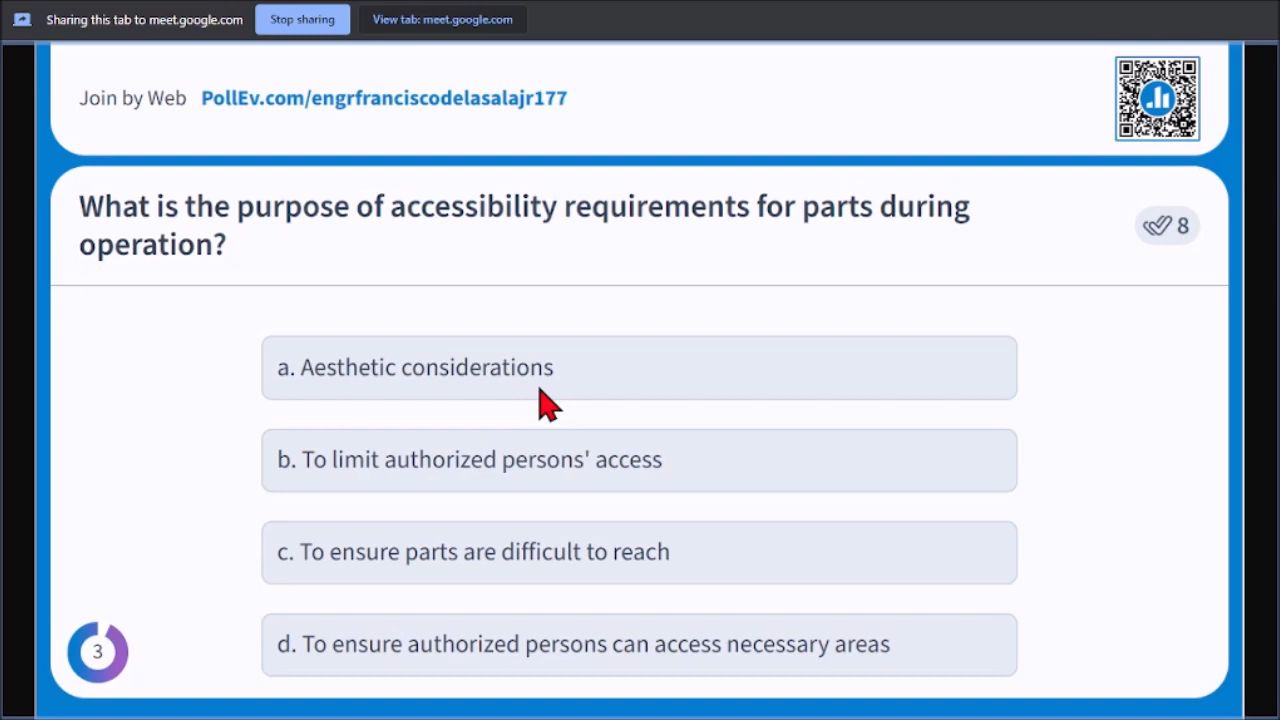 Sharing this tab to meet.google.com Stop sharing View tab: meet.google.com
Join by Web PollEv.com/engrfranciscodelasalajr177
What is the purpose of accessibility requirements for parts during
operation?
8
a. Aesthetic considerations
b. To limit authorized persons' access
c. To ensure parts are difficult to reach
d. To ensure authorized persons can access necessary areas
3